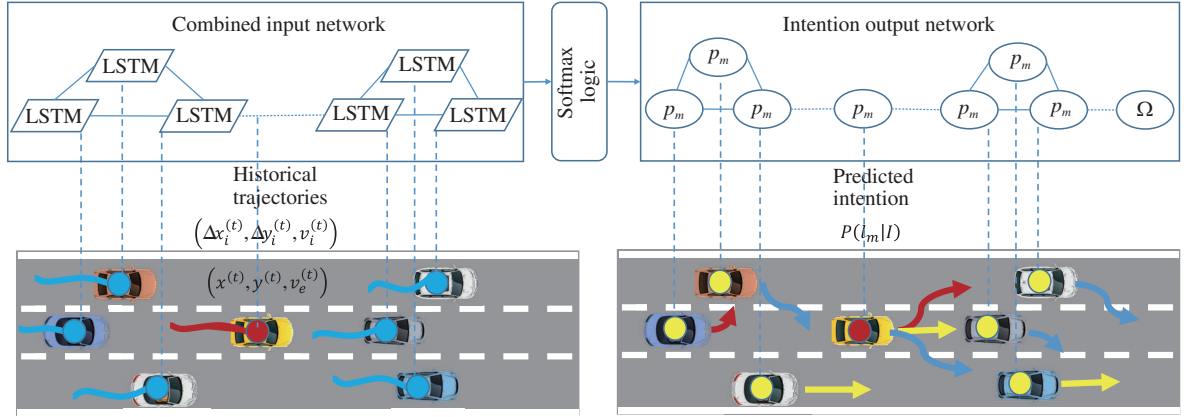 Combined input network
LSTM
LSTM
LSTM
LSTM
LSTM
LSTM
Softmax
logic
Intention output network
p_m
p_m
p_m
p_m
p_m
p_m
p_m
Ω
Historical
trajectories
(Δx_i^{(t)}, Δy_i^{(t)}, v_i^{(t)})
(x^{(t)}, y^{(t)}, v_e^{(t)})
Predicted
intention
P(l_m|I)